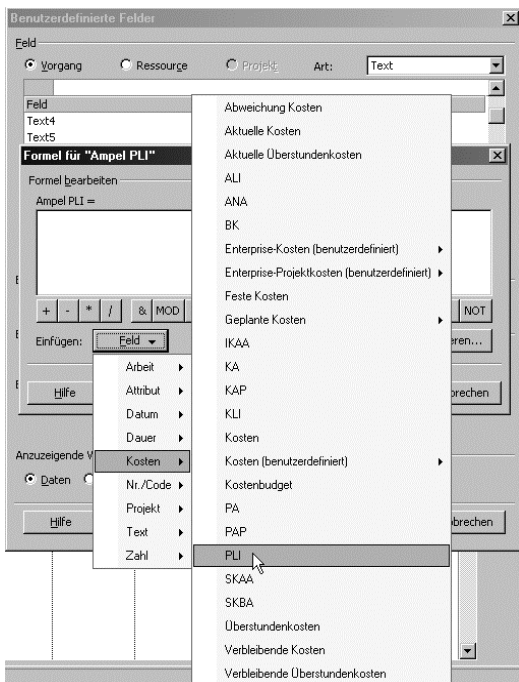 Benutzerdefinierte Felder
Feld
Vorgang Ressource Projekt Art: Text
Feld
Text4
Text5
Formel für "Ampel PLI"
Formel bearbeiten
Ampel PLI =
+ - * / & MOD NOT
Einfügen: Feld
Hilfe
Arbeit
Attribut
Datum
Dauer
Kosten
Nr./Code
Projekt
Text
Zahl
Abweichung Kosten
Aktuelle Kosten
Aktuelle Überstundenkosten
ALI
ANA
BK
Enterprise-Kosten (benutzerdefiniert)
Enterprise-Projektkosten (benutzerdefiniert)
Feste Kosten
Geplante Kosten
IKAA
KA
KAP
KLI
Kosten
Kosten (benutzerdefiniert)
Kostenbudget
PA
PAP
PLI
SKAA
SKBA
Überstundenkosten
Verbleibende Kosten
Verbleibende Überstundenkosten
eren...
brechen
Anzuzeigende W
Daten
Hilfe
bbrechen